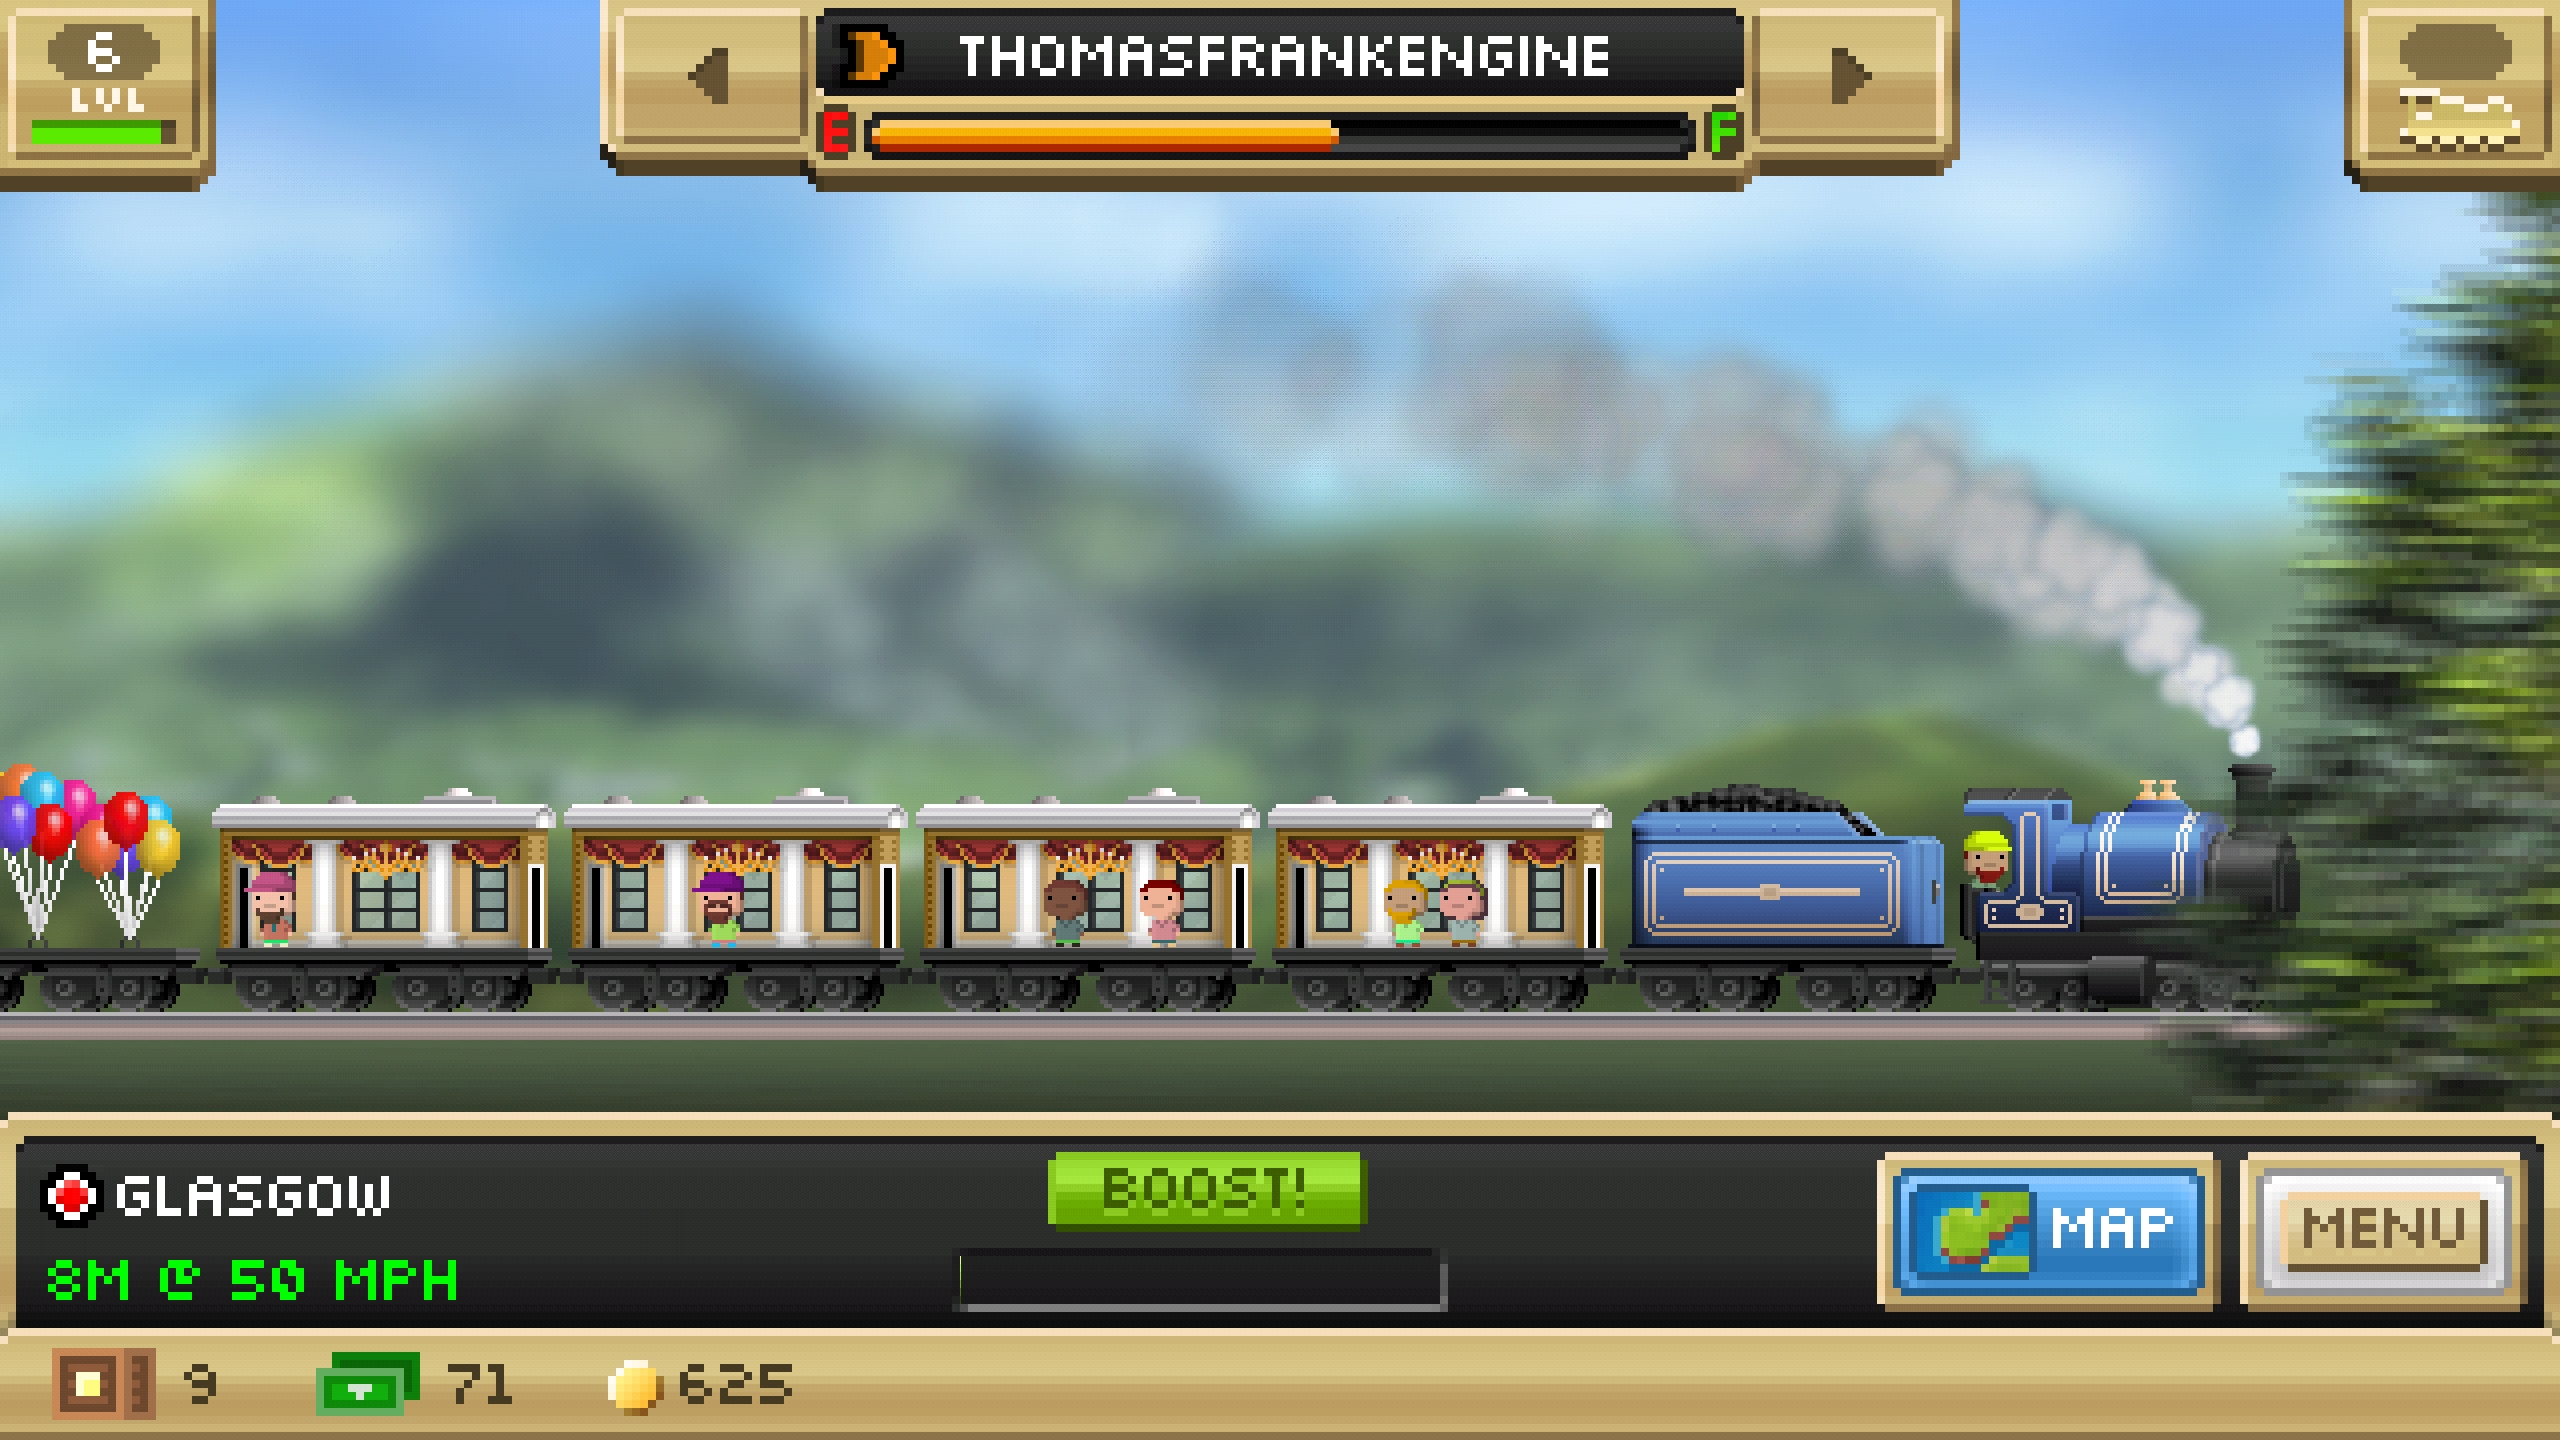 6
LVL
THOMASFRANKENGINE
E F
GLASGOW
8M @ 50 MPH
BOOST!
MAP
MENU
9 71 625